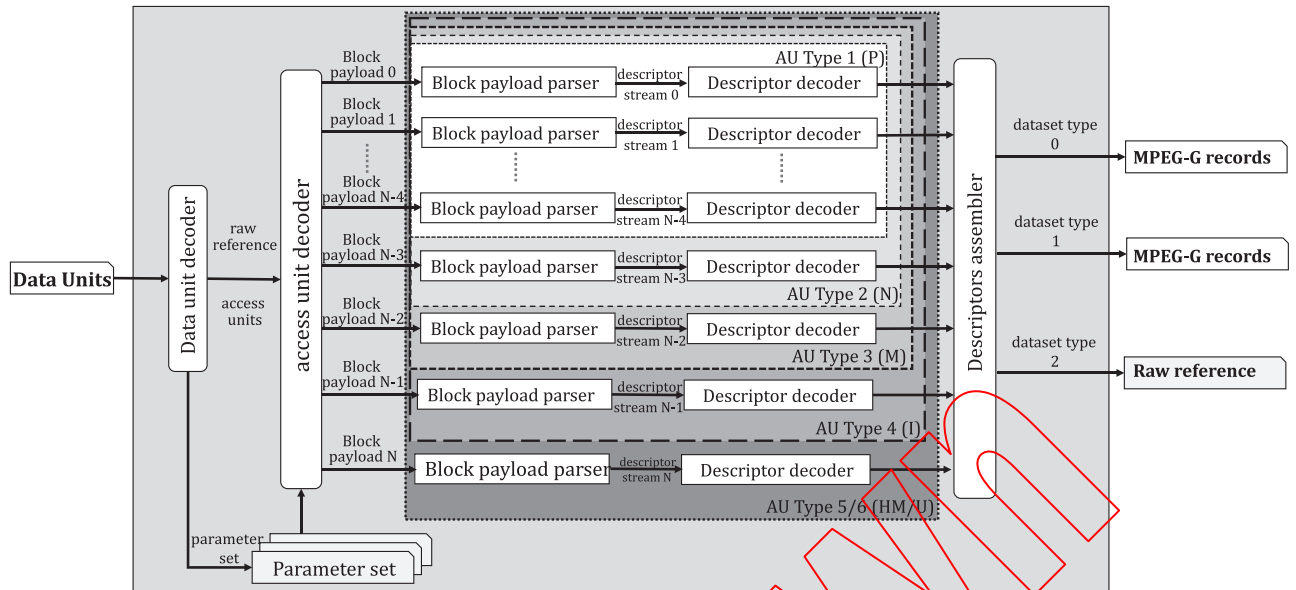 AU Type 1 (P)
Block
payload 0
Block payload parser
descriptor
stream 0
Descriptor decoder
Block
payload 1
Block payload parser
descriptor
stream 1
Descriptor decoder
Block
payload N-4
Block payload parser
descriptor
stream N-4
Descriptor decoder
Block
payload N-3
Block payload parser
descriptor
stream N-3
Descriptor decoder
AU Type 2 (N)
Block
payload N-2
Block payload parser
descriptor
stream N-2
Descriptor decoder
AU Type 3 (M)
Block
payload N-1
Block payload parser
descriptor
stream N-1
Descriptor decoder
AU Type 4 (I)
Block
payload N
Block payload parser
descriptor
stream N
Descriptor decoder
AU Type 5/6 (HM/U)
Data Units
Data unit decoder
raw
reference
access
units
access unit decoder
parameter
set
Parameter set
Descriptors assembler
dataset type
0
MPEG-G records
dataset type
1
MPEG-G records
dataset type
2
Raw reference